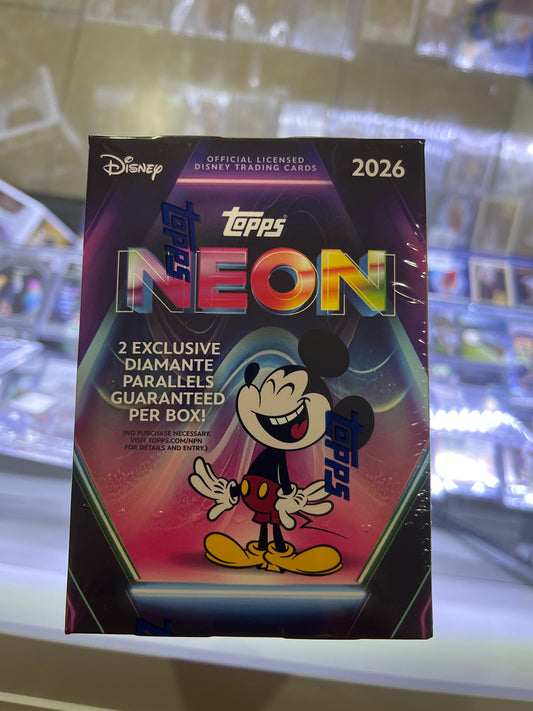 Disney
OFFICIAL LICENSED
DISNEY TRADING CARDS
2026
topps
NEON
topps
2 EXCLUSIVE
DIAMANTE
PARALLELS
GUARANTEED
PER BOX!
(NO PURCHASE NECESSARY.
VISIT TOPPS.COM/NPN
FOR DETAILS AND ENTRY.)
topps